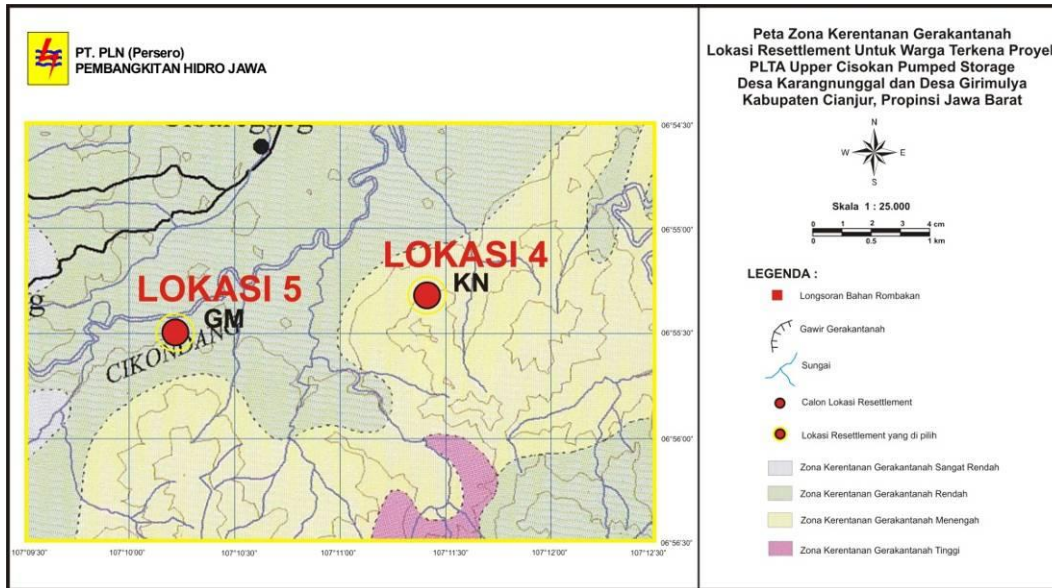 PT. PLN (Persero)
PEMBANGKITAN HIDRO JAWA
Peta Zona Kerentanan Gerakantanah
Lokasi Resettlement Untuk Warga Terkena Proyek
PLTA Upper Cisokan Pumped Storage
Desa Karangnunggal dan Desa Girimulya
Kabupaten Cianjur, Propinsi Jawa Barat
N
W E
S
Skala 1 : 25.000
0 1 2 3 4 cm
0 0.5 1 km
LEGENDA :
Longsoran Bahan Rombakan
Gawir Gerakantanah
Sungai
Calon Lokasi Resettlement
Lokasi Resettlement yang di pilih
Zona Kerentanan Gerakantanah Sangat Rendah
Zona Kerentanan Gerakantanah Rendah
Zona Kerentanan Gerakantanah Menengah
Zona Kerentanan Gerakantanah Tinggi
LOKASI 4
KN
LOKASI 5
GM
CIKONDANG
g
06°54'30"
06°55'00"
06°55'30"
06°56'00"
06°56'30"
107°09'30" 107°10'00" 107°10'30" 107°11'00" 107°11'30" 107°12'00" 107°12'30"